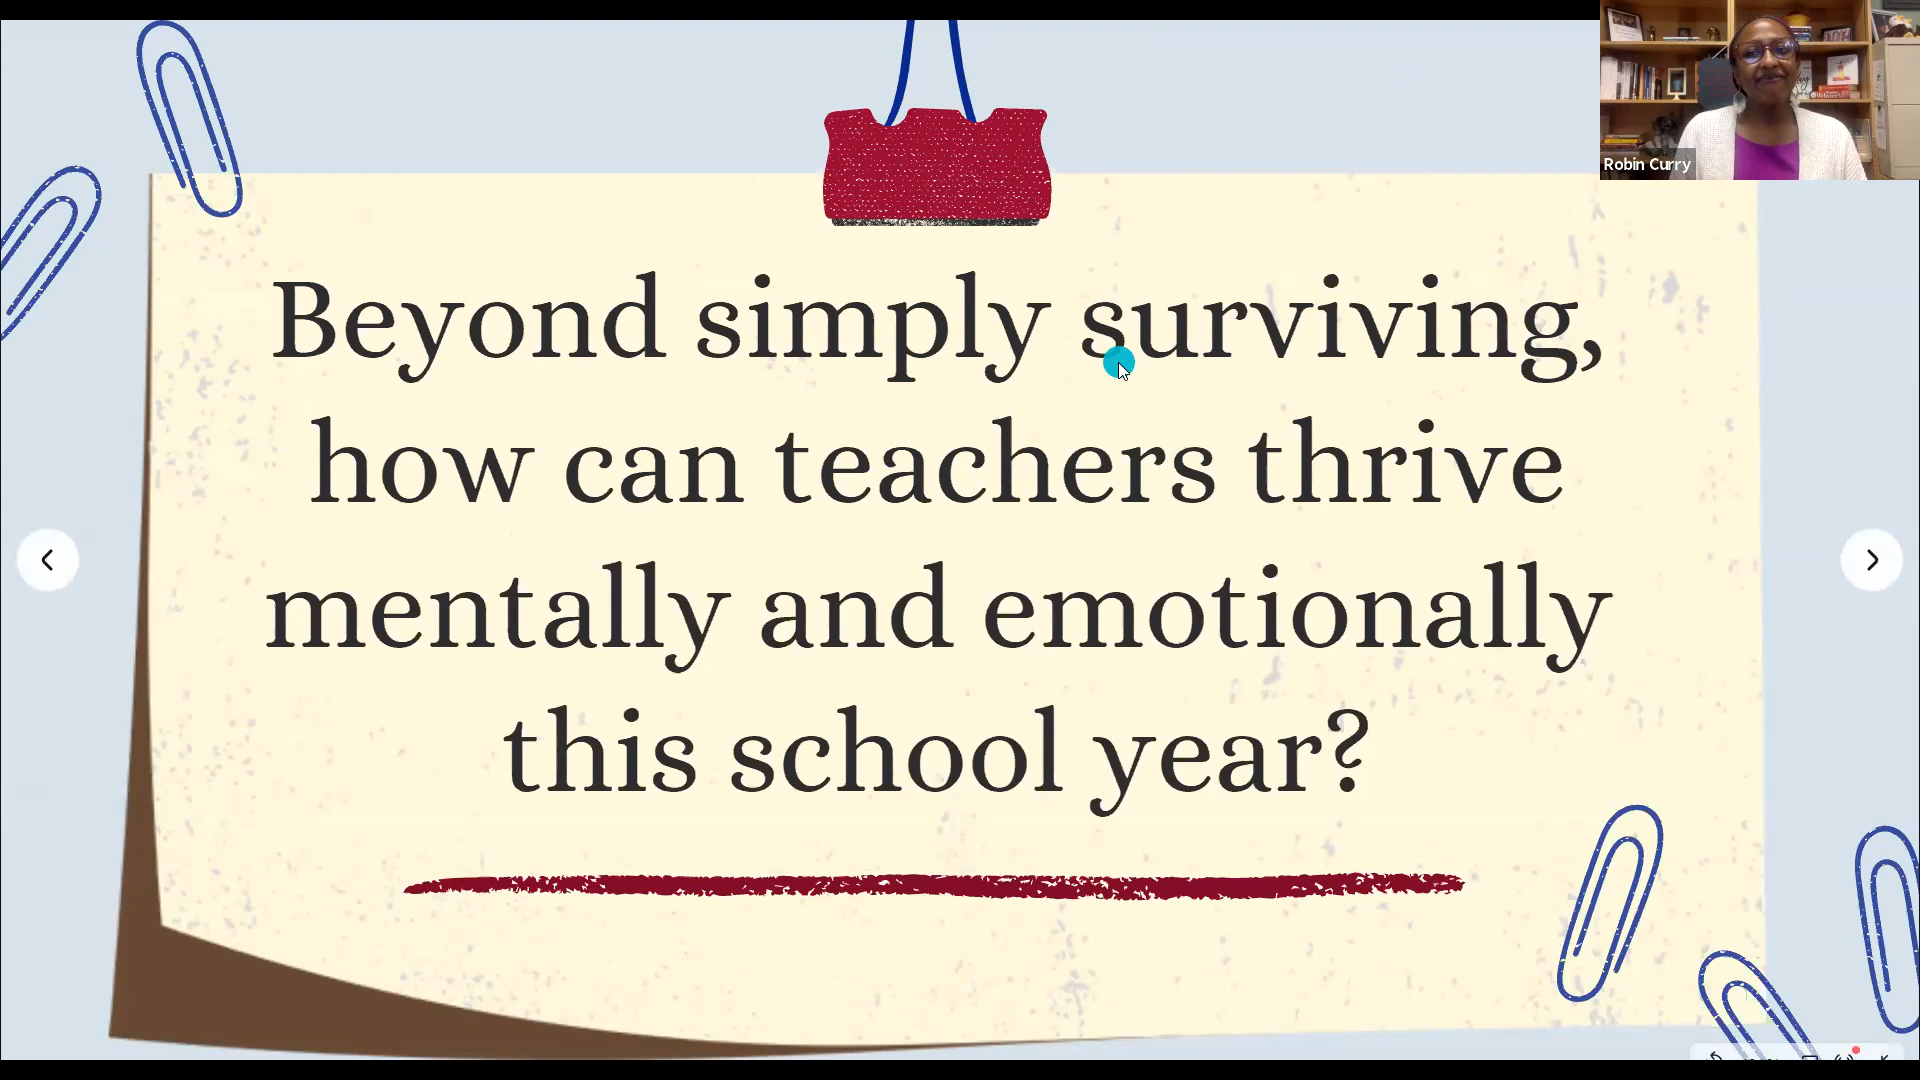 Robin Curry
Beyond simply surviving,
how can teachers thrive
mentally and emotionally
this school year?